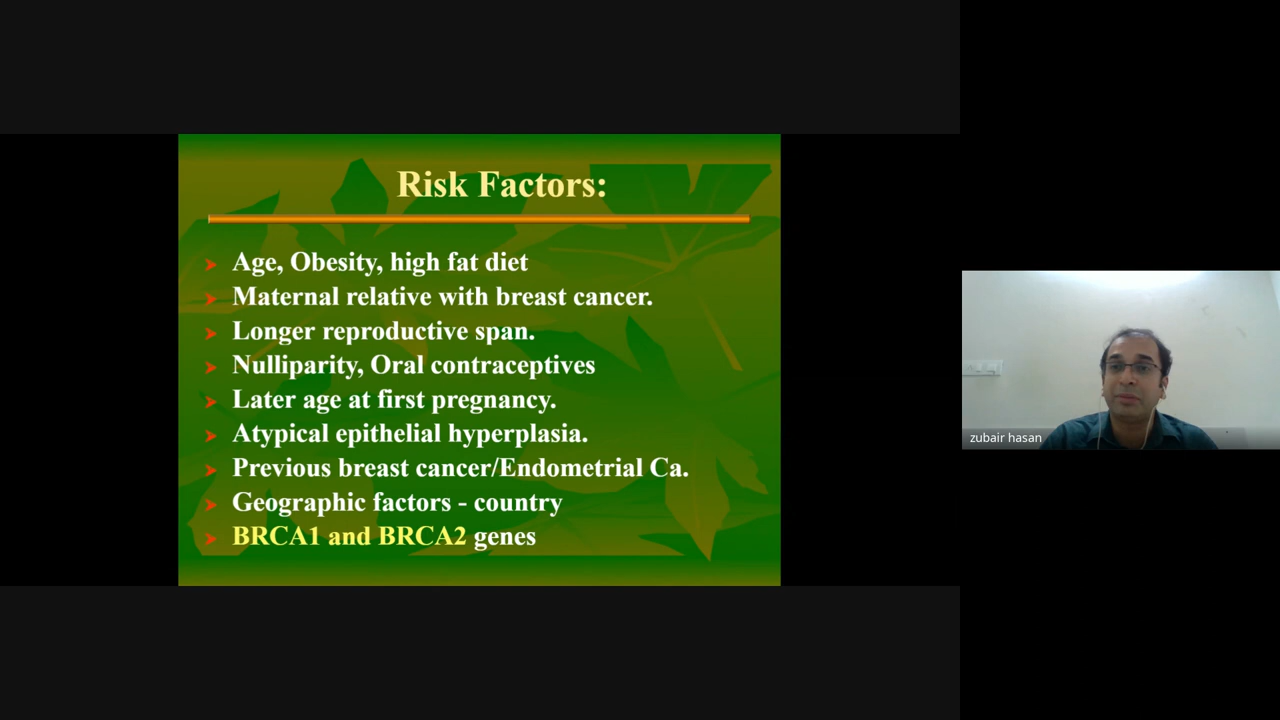 Risk Factors:
Age, Obesity, high fat diet
Maternal relative with breast cancer.
Longer reproductive span.
Nulliparity, Oral contraceptives
Later age at first pregnancy.
Atypical epithelial hyperplasia.
Previous breast cancer/Endometrial Ca.
Geographic factors - country
BRCA1 and BRCA2 genes
zubair hasan